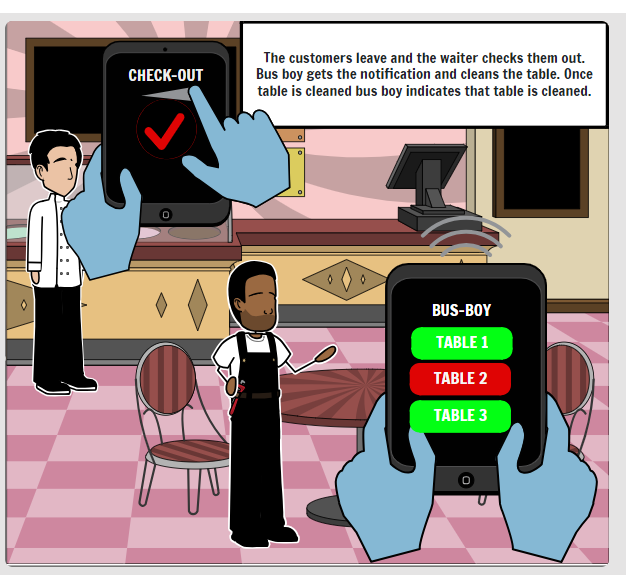 The customers leave and the waiter checks them out.
Bus boy gets the notification and cleans the table. Once
table is cleaned bus boy indicates that table is cleaned.
CHECK-OUT
BUS-BOY
TABLE 1
TABLE 2
TABLE 3